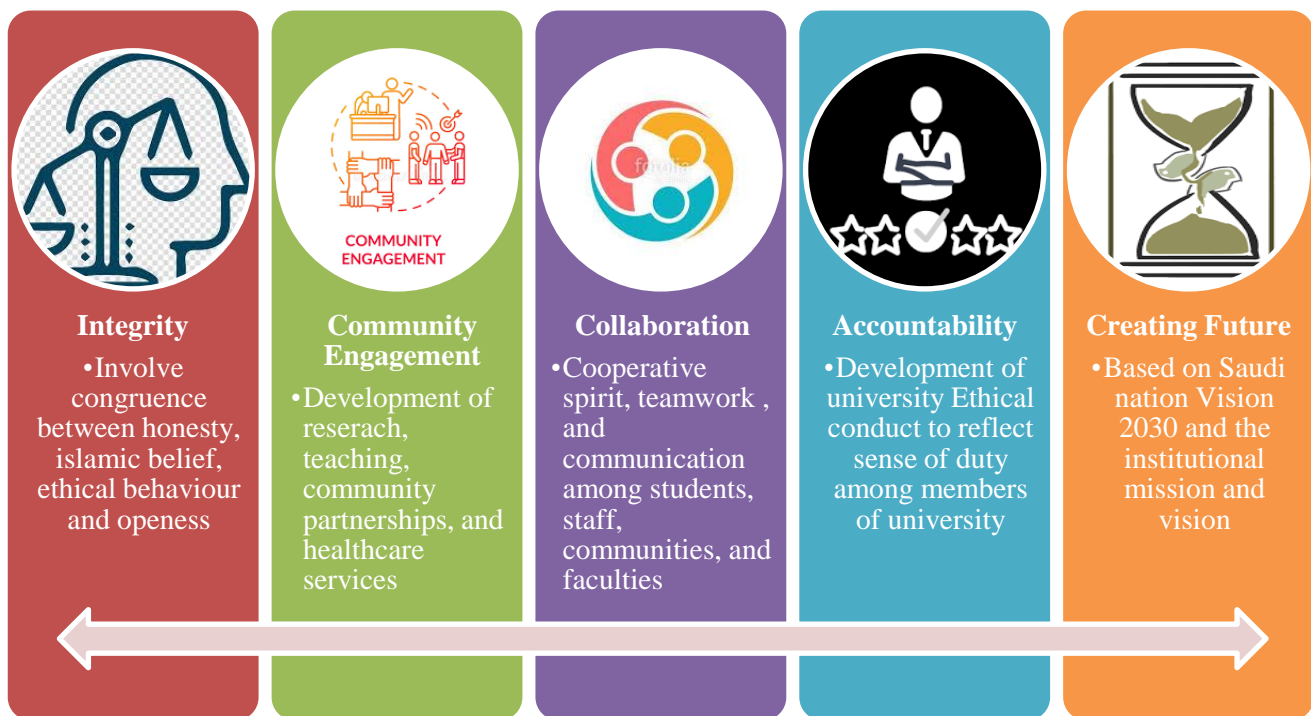 COMMUNITY
ENGAGEMENT
fotolia
Integrity
•Involve
congruence
between honesty,
islamic belief,
ethical behaviour
and openess
Community
Engagement
•Development of
reserach,
teaching,
community
partnerships, and
healthcare
services
Collaboration
•Cooperative
spirit, teamwork ,
and
communication
among students,
staff,
communities, and
faculties
Accountability
•Development of
university Ethical
conduct to reflect
sense of duty
among members
of university
Creating Future
•Based on Saudi
nation Vision
2030 and the
institutional
mission and
vision